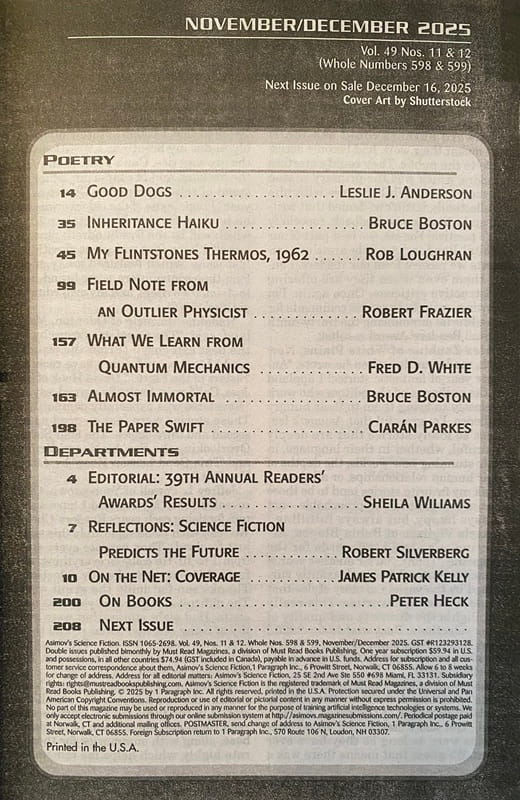 NOVEMBER/DECEMBER 2025
Vol. 49 Nos. 11 & 12
(Whole Numbers 598 & 599)
Next Issue on Sale December 16, 2025
Cover Art by Shutterstock
POETRY
14 GOOD DOGS . . . . . . . . . . . . . . . . . . . . . LESLIE J. ANDERSON
35 INHERITANCE HAIKU . . . . . . . . . . . . . . . . . BRUCE BOSTON
45 MY FLINTSTONES THERMOS, 1962 . . . . . . ROB LOUGHRAN
99 FIELD NOTE FROM
AN OUTLIER PHYSICIST . . . . . . . . . . . . ROBERT FRAZIER
157 WHAT WE LEARN FROM
QUANTUM MECHANICS . . . . . . . . . . . . FRED D. WHITE
163 ALMOST IMMORTAL . . . . . . . . . . . . . . . . . BRUCE BOSTON
198 THE PAPER SWIFT . . . . . . . . . . . . . . . . . . . CIARÁN PARKES
DEPARTMENTS
4 EDITORIAL: 39TH ANNUAL READERS'
AWARDS' RESULTS . . . . . . . . . . . . . . . . SHEILA WILIAMS
7 REFLECTIONS: SCIENCE FICTION
PREDICTS THE FUTURE . . . . . . . . . . . ROBERT SILVERBERG
10 ON THE NET: COVERAGE . . . . . . . . . . JAMES PATRICK KELLY
200 ON BOOKS . . . . . . . . . . . . . . . . . . . . . . . . .PETER HECK
208 NEXT ISSUE . . . . . . . . . . . . . . . . . . . . . . . . . . . . . . . . . .
Asimov's Science Fiction. ISSN 1065-2698. Vol. 49, Nos. 11 & 12. Whole Nos. 598 & 599, November/December 2025. GST #R123293128.
Double issues published bimonthly by Must Read Magazines, a division of Must Read Books Publishing. One year subscription $59.94 in U.S.
and possessions, in all other countries $74.94 (GST included in Canada), payable in advance in U.S. funds. Address for subscription and all cus-
tomer service correspondence about them, Asimov's Science Fiction, 1 Paragraph Inc., 6 Prowitt Street, Norwalk, CT 06855. Allow 6 to 8 weeks
for change of address. Address for all editorial matters: Asimov's Science Fiction, 25 SE 2nd Ave Ste 550 #698 Miami, FL 33131. Subsidiary
rights: rights@mustreadbookspublishing.com. Asimov's Science Fiction is the registered trademark of Must Read Magazines, a division of Must
Read Books Publishing. © 2025 by 1 Paragraph Inc. All rights reserved, printed in the U.S.A. Protection secured under the Universal and Pan
American Copyright Conventions. Reproduction or use of editorial or pictorial content in any manner without express permission is prohibited.
No part of this magazine may be used or reproduced in any manner for the purpose of training artificial intelligence technologies or systems. We
only accept electronic submissions through our online submission system at http://asimovs.magazinesubmissions.com/. Periodical postage paid
at Norwalk, CT and additional mailing offices. POSTMASTER, send change of address to Asimov's Science Fiction, 1 Paragraph Inc., 6 Prowitt
Street, Norwalk, CT 06855. Foreign Subscription return to 1 Paragraph Inc., 570 Route 106 N, Loudon, NH 03307.
Printed in the U.S.A.